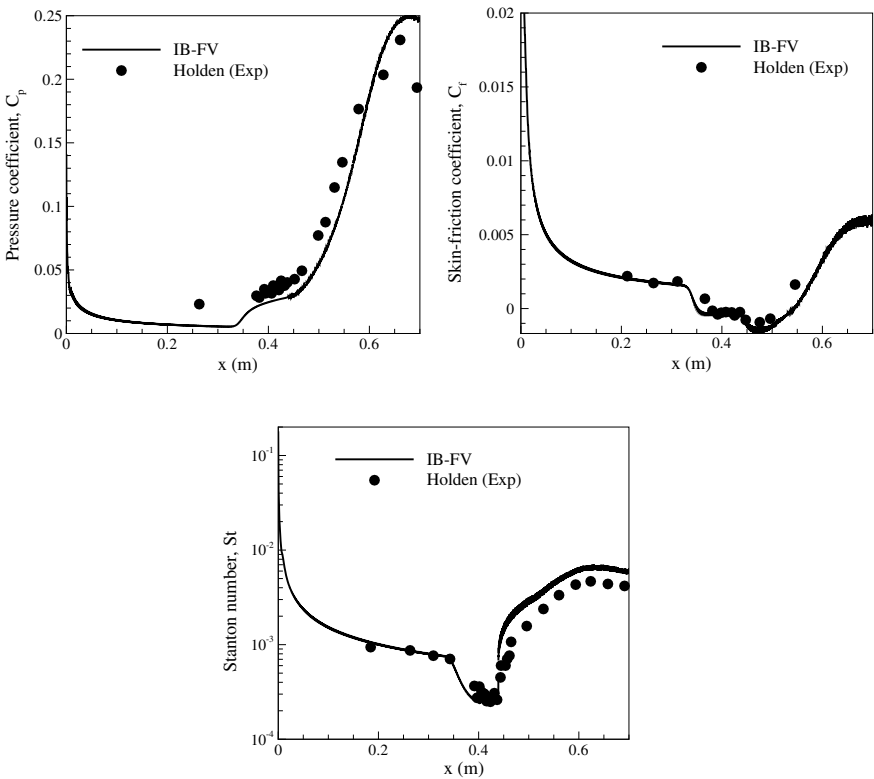 0.25
0.2
0.15
0.1
0.05
0
0 0.2 0.4 0.6
Pressure coefficient, Cp
x (m)
IB-FV
Holden (Exp)
0.02
0.015
0.01
0.005
0
0 0.2 0.4 0.6
Skin-friction coefficient, Cf
x (m)
IB-FV
Holden (Exp)
10-1
10-2
10-3
10-4
0 0.2 0.4 0.6
Stanton number, St
x (m)
IB-FV
Holden (Exp)